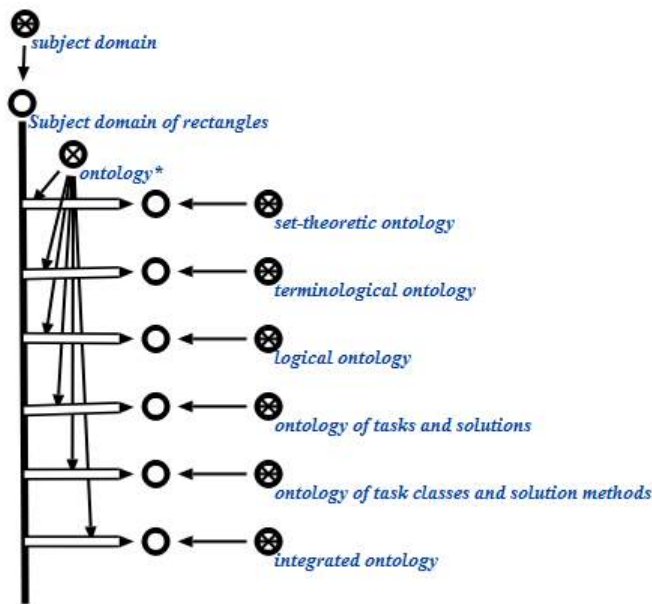 subject domain
Subject domain of rectangles
ontology*
set-theoretic ontology
terminological ontology
logical ontology
ontology of tasks and solutions
ontology of task classes and solution methods
integrated ontology